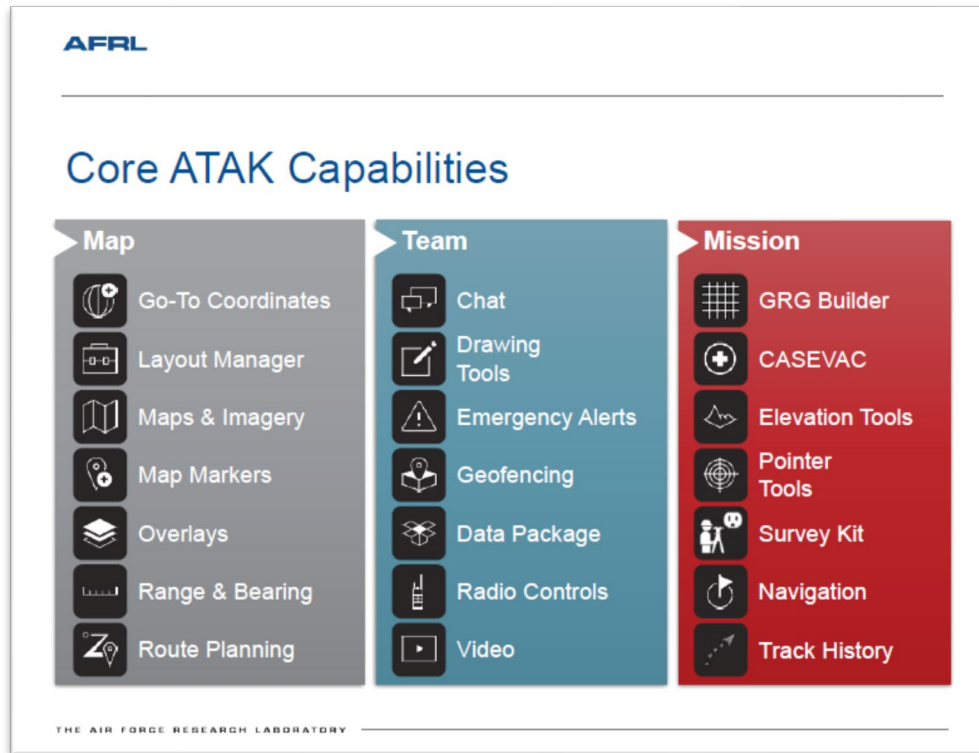 AFRL
Core ATAK Capabilities
Map
Go-To Coordinates
Layout Manager
Maps & Imagery
Map Markers
Overlays
Range & Bearing
Route Planning
Team
Chat
Drawing
Tools
Emergency Alerts
Geofencing
Data Package
Radio Controls
Video
Mission
GRG Builder
CASEVAC
Elevation Tools
Pointer
Tools
Survey Kit
Navigation
Track History
THE AIR FORCE RESEARCH LABORATORY